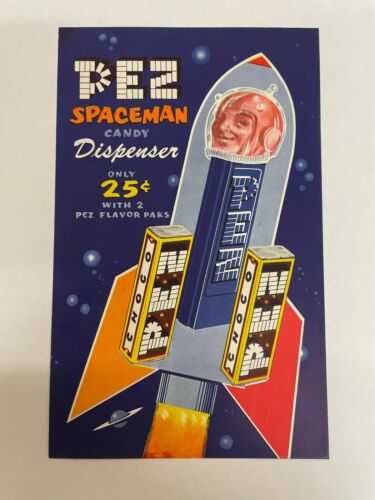 PEZ
SPACEMAN
CANDY
Dispenser
ONLY
25¢
WITH 2
PEZ FLAVOR PAKS
PEZ
CHOCO
PEZ
CHOCO
PEZ